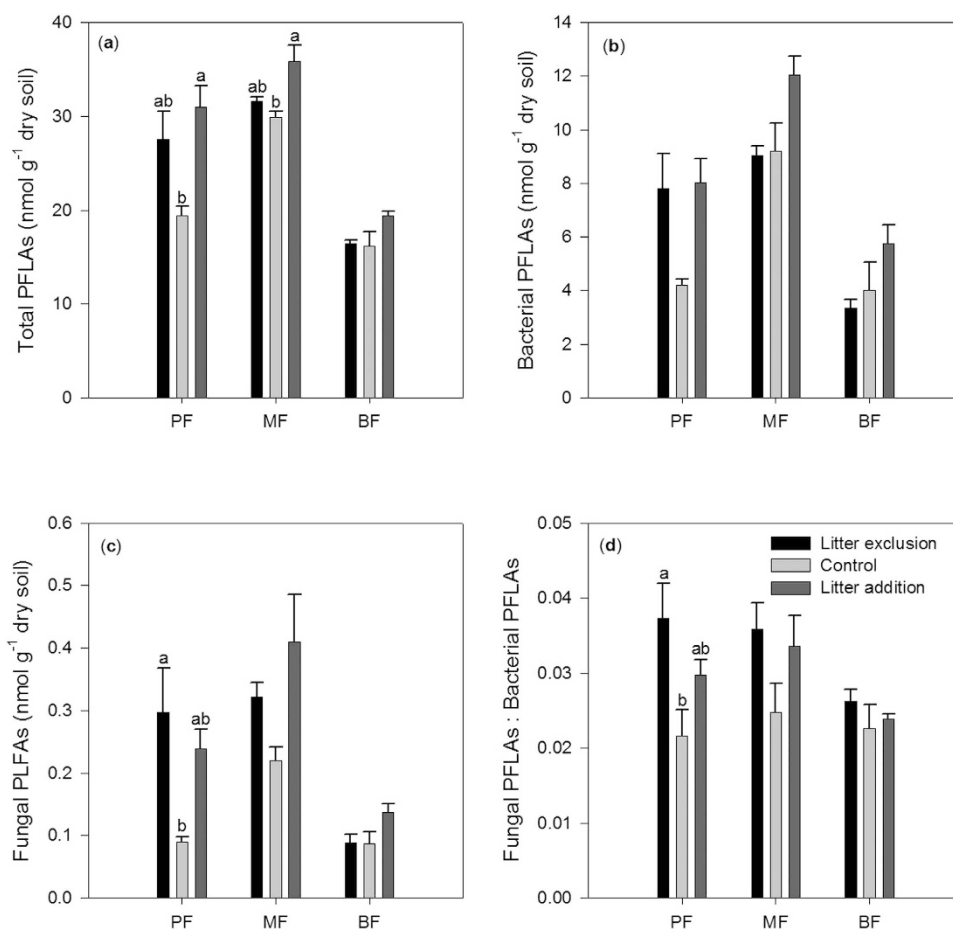 (a)
Total PFLAs (nmol g⁻¹ dry soil)
40
30
20
10
0
ab
b
a
ab
b
a
PF MF BF
(b)
Bacterial PFLAs (nmol g⁻¹ dry soil)
14
12
10
8
6
4
2
0
PF MF BF
(c)
Fungal PLFAs (nmol g⁻¹ dry soil)
0.6
0.5
0.4
0.3
0.2
0.1
0.0
a
b
ab
PF MF BF
(d)
Fungal PFLAs : Bacterial PFLAs
0.05
0.04
0.03
0.02
0.01
0.00
a
b
ab
Litter exclusion
Control
Litter addition
PF MF BF